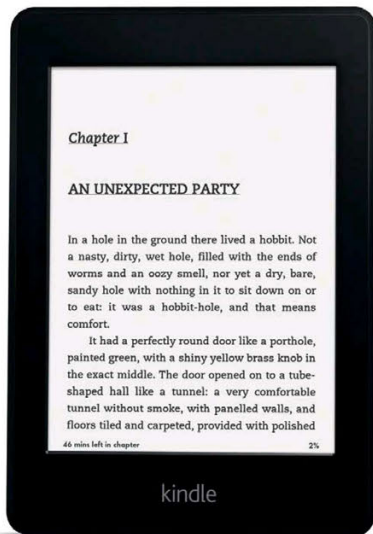 Chapter I
AN UNEXPECTED PARTY
In a hole in the ground there lived a hobbit. Not
a nasty, dirty, wet hole, filled with the ends of
worms and an oozy smell, nor yet a dry, bare,
sandy hole with nothing in it to sit down on or
to eat: it was a hobbit-hole, and that means
comfort.
It had a perfectly round door like a porthole,
painted green, with a shiny yellow brass knob in
the exact middle. The door opened on to a tube-
shaped hall like a tunnel: a very comfortable
tunnel without smoke, with panelled walls, and
floors tiled and carpeted, provided with polished
46 mins left in chapter 2%
kindle